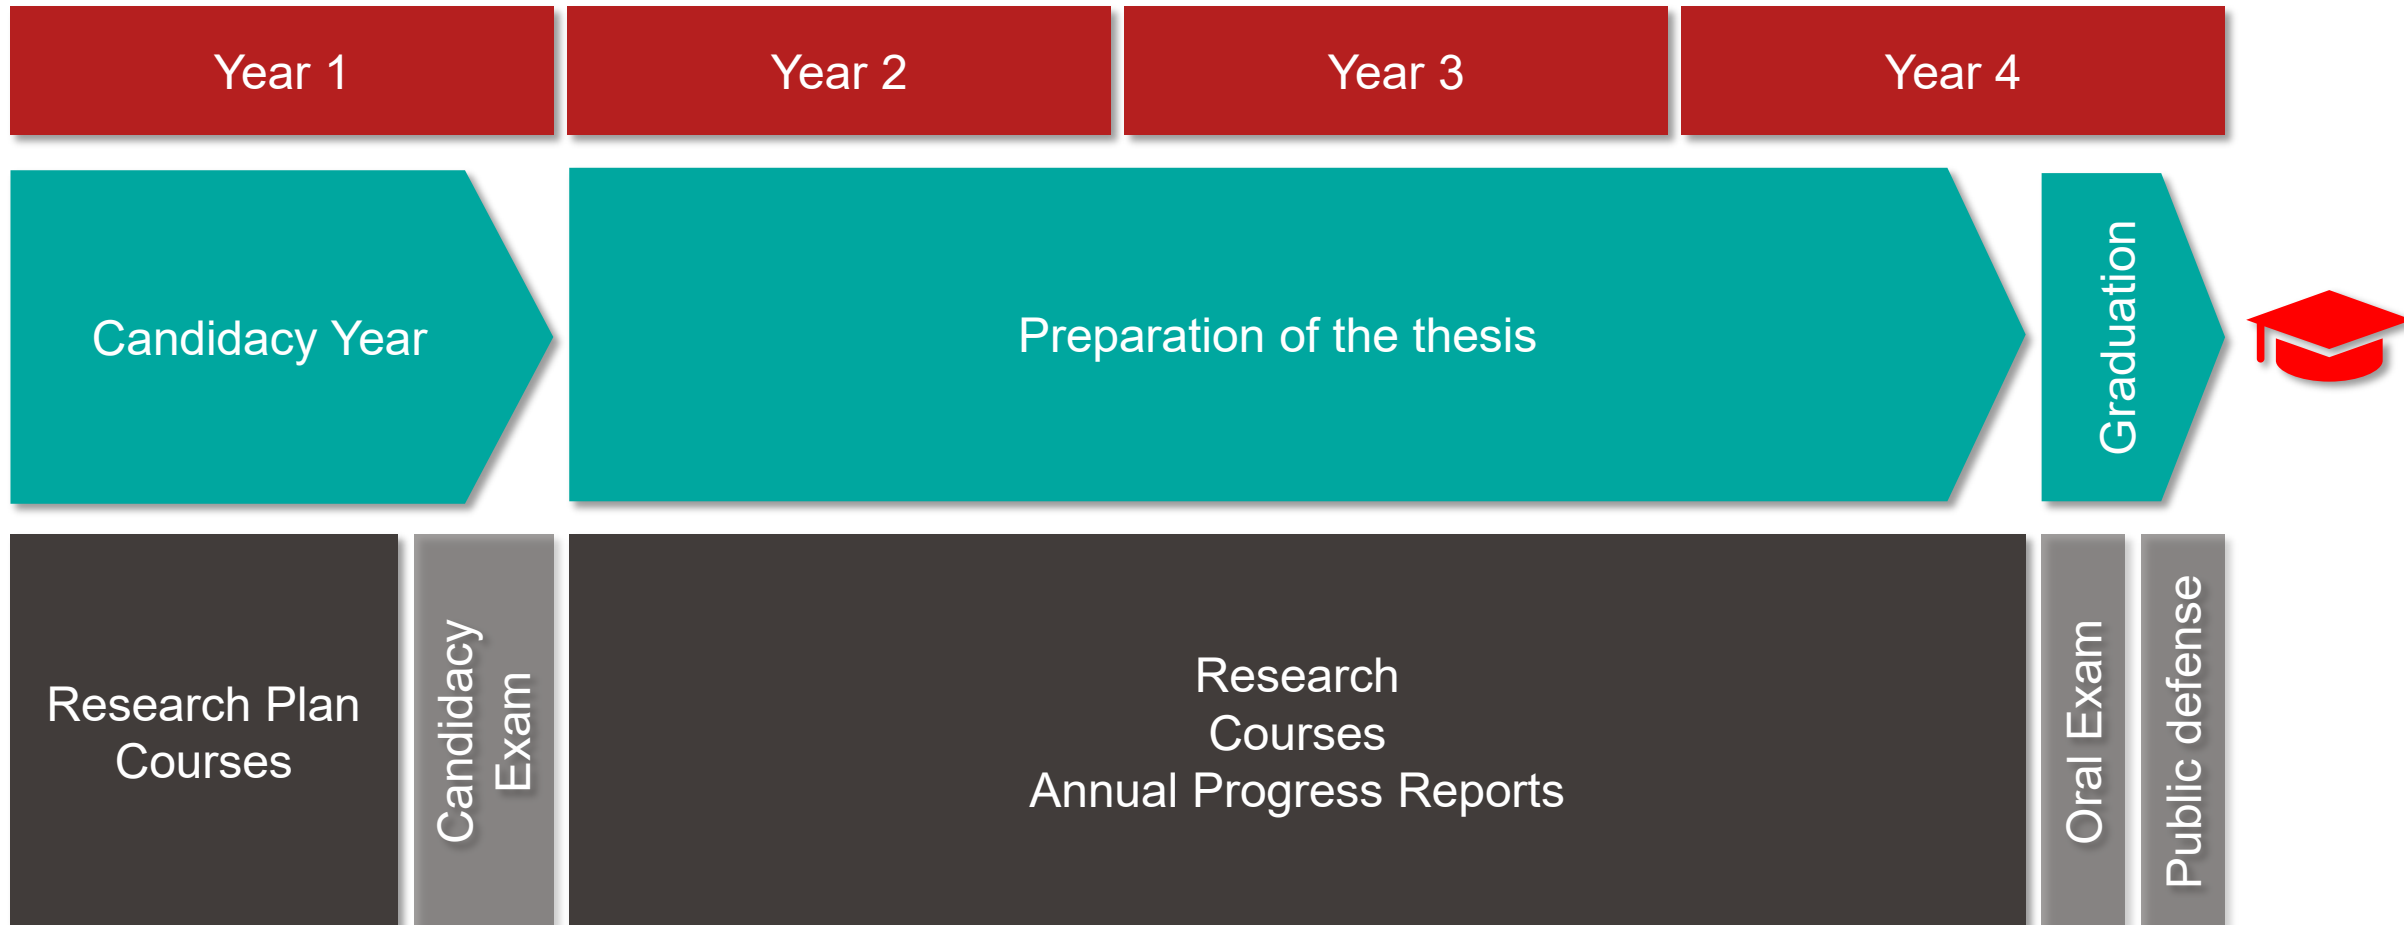 Year 1
Year 2
Year 3
Year 4
Candidacy Year
Preparation of the thesis
Graduation
Research Plan
Courses
Candidacy
Exam
Research
Courses
Annual Progress Reports
Oral Exam
Public defense